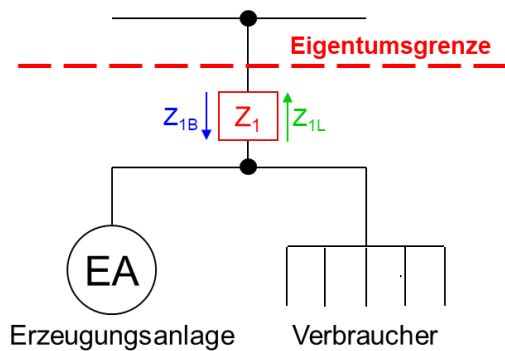 Eigentumsgrenze
Z1B
Z1
Z1L
EA
Erzeugungsanlage
Verbraucher